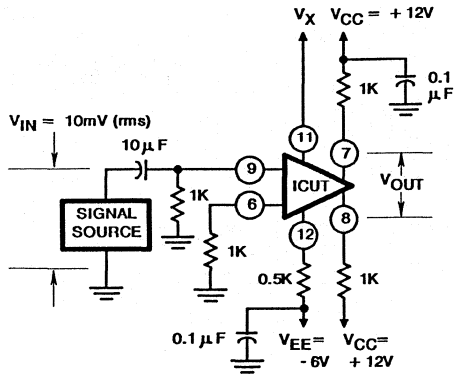 VX
VCC = + 12V
0.1
µF
1K
VIN = 10mV (rms)
10µF
11
7
9
ICUT
VOUT
1K
6
8
SIGNAL
SOURCE
12
1K
0.5K
1K
0.1µF
VEE =
- 6V
VCC =
+ 12V